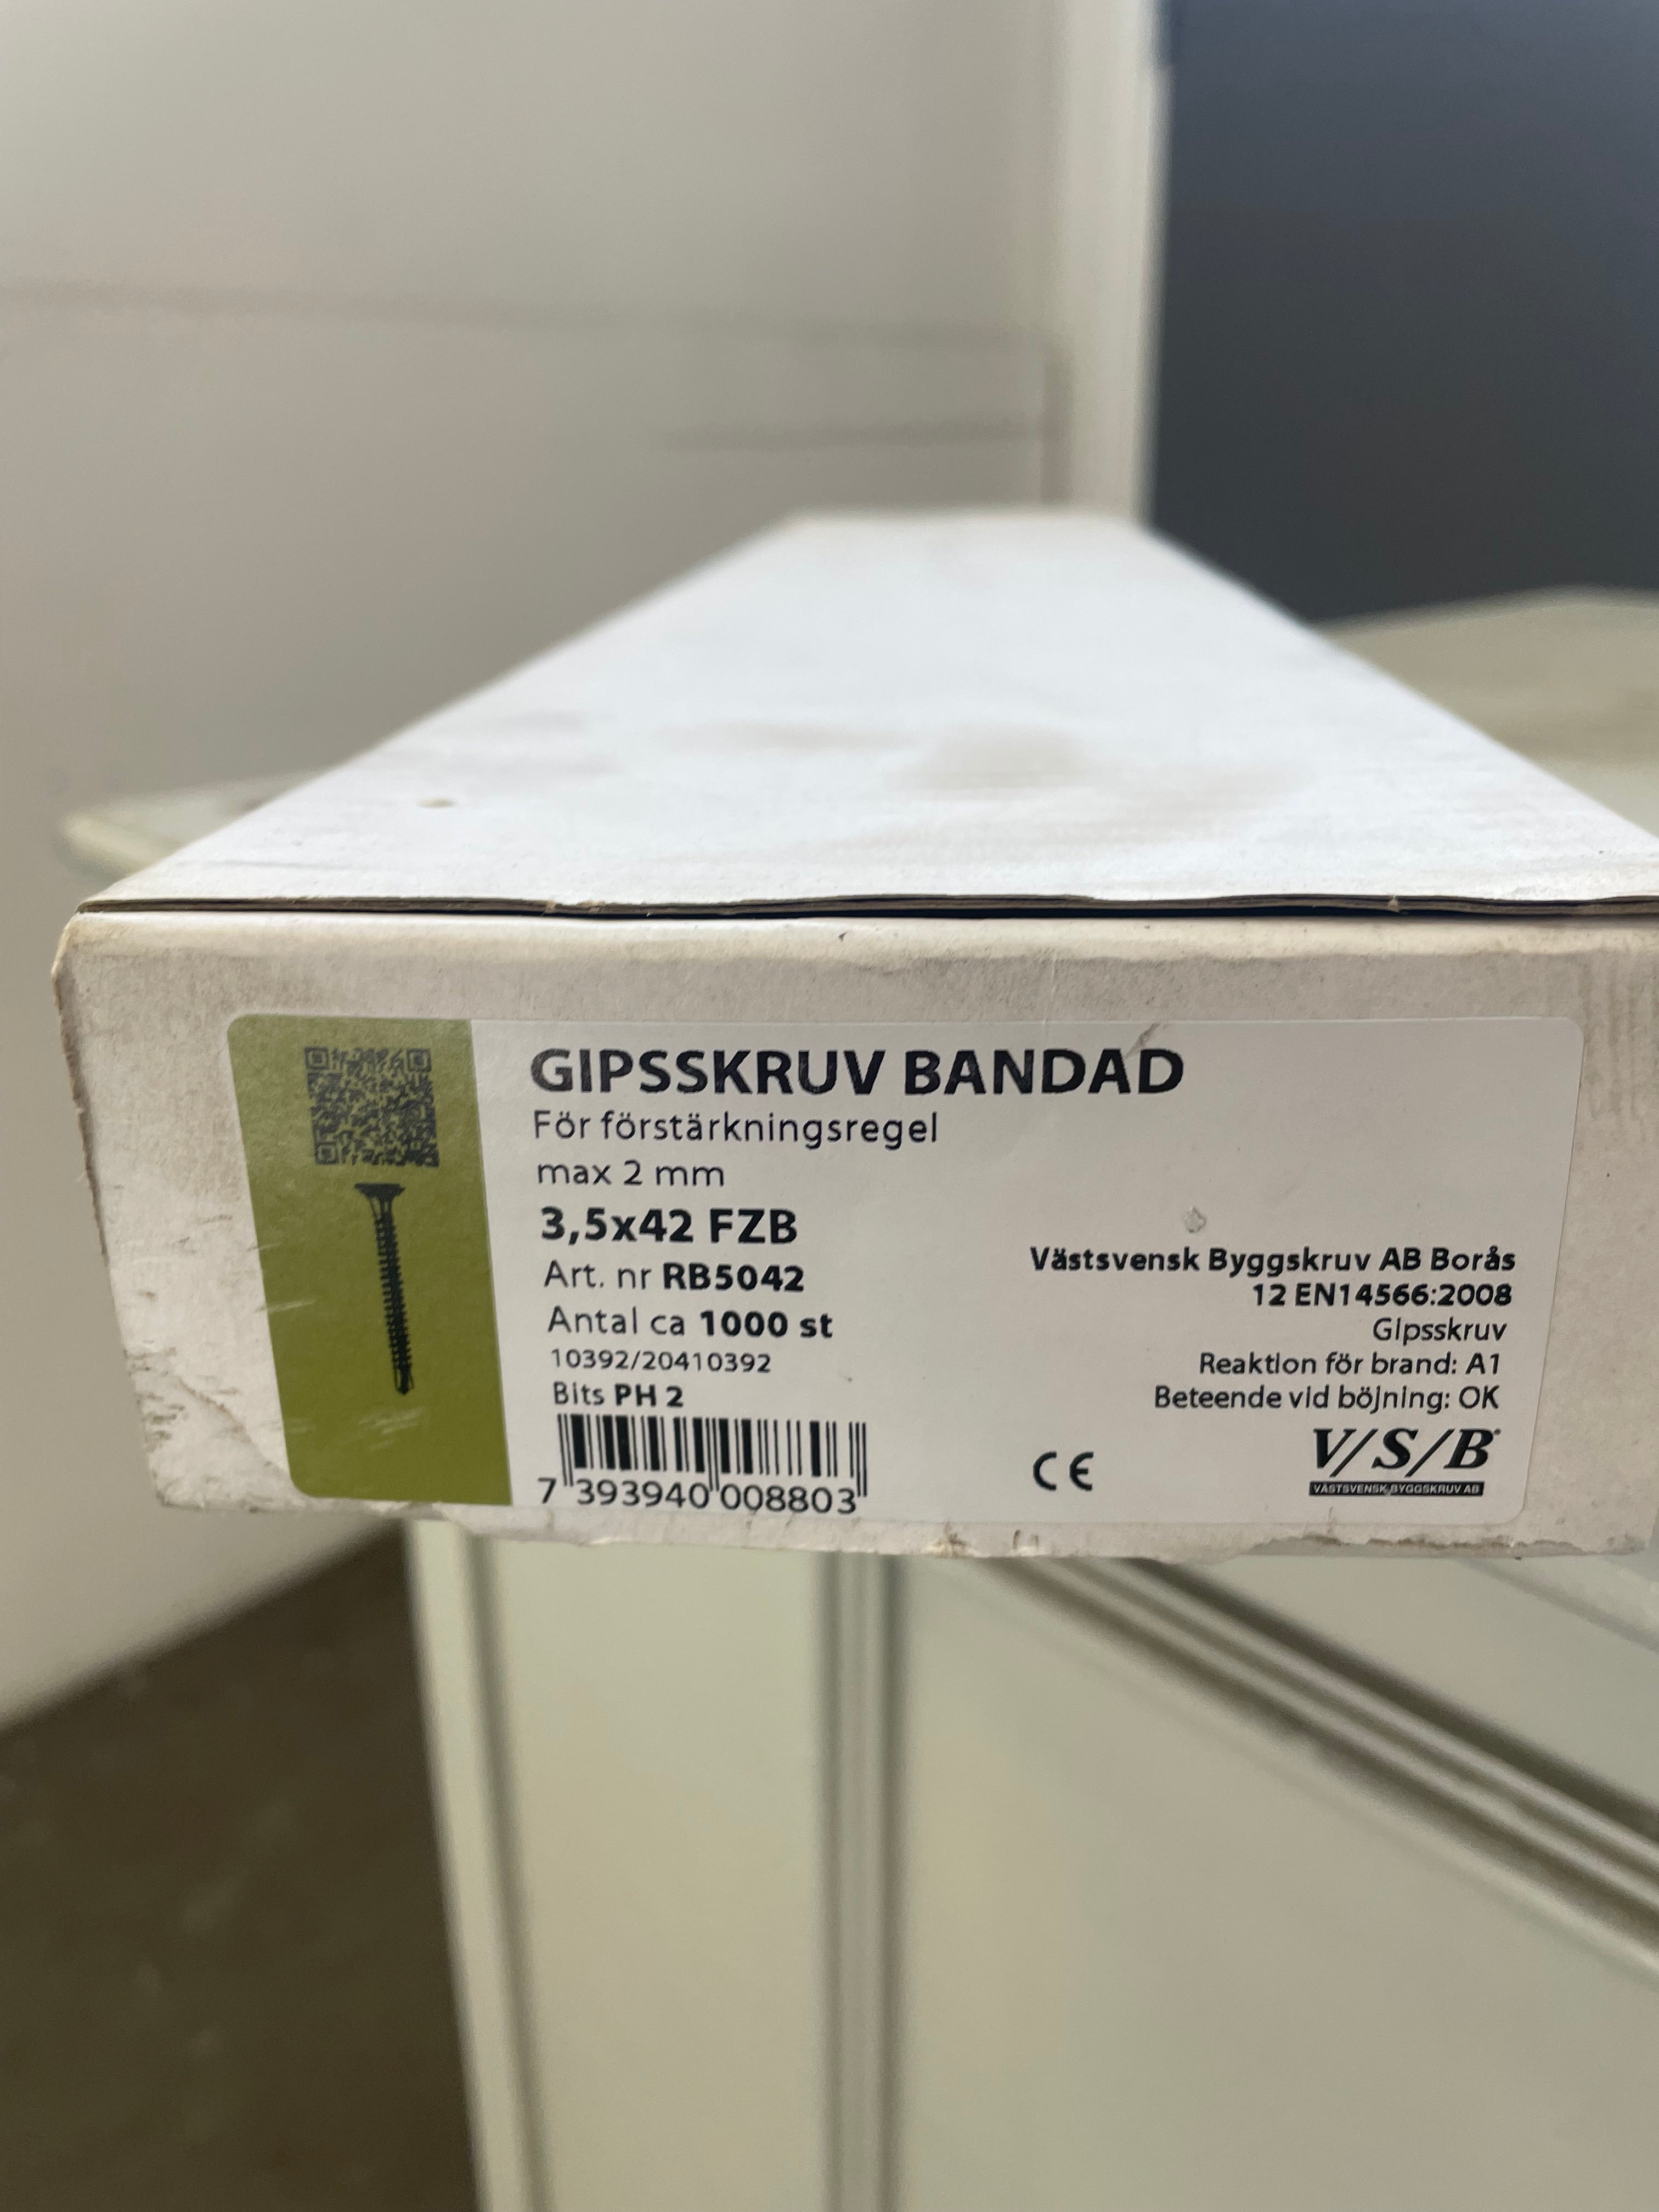 GIPSSKRUV BANDAD
För förstärkningsregel
max 2 mm
3,5x42 FZB
Art. nr RB5042
Antal ca 1000 st
10392/20410392
Bits PH 2
7 393940 008803
Västsvensk Byggskruv AB Borås
12 EN14566:2008
Gipsskruv
Reaktion för brand: A1
Beteende vid böjning: OK
CE
V/S/B
VÄSTSVENSK BYGGSKRUV AB